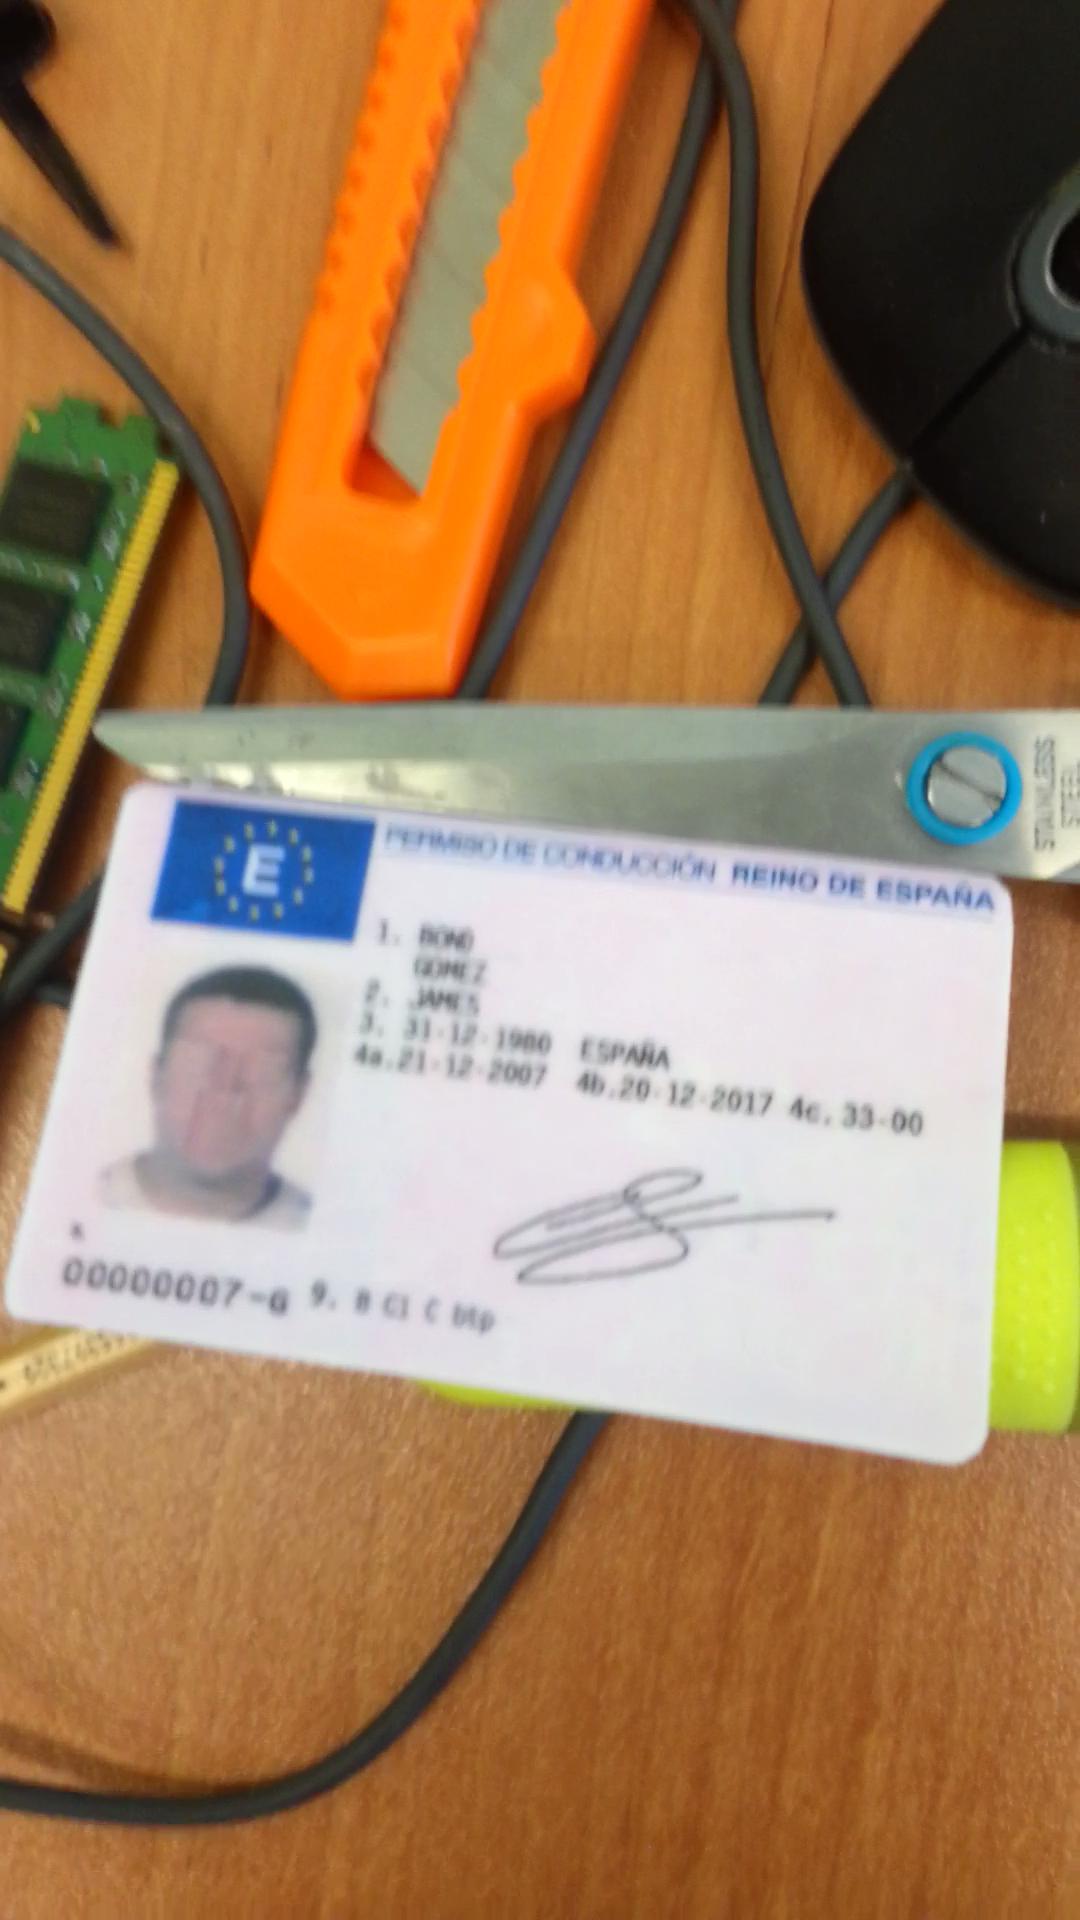 STAINLESS
STEEL
E
PERMISO DE CONDUCCIÓN REINO DE ESPAÑA
1. BOND
GOMEZ
2. JAMES
3. 31-12-1980 ESPAÑA
4a.21-12-2007 4b.20-12-2017 4c. 33-00
00000007-G 9. B C1 C btp